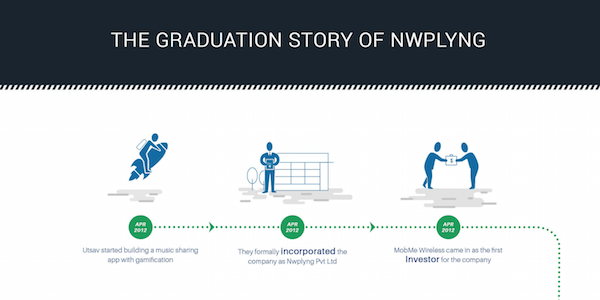 THE GRADUATION STORY OF NWPLYNG
APR
2012
Utsav started building a music sharing
app with gamification
APR
2012
They formally incorporated the
company as Nwplyng Pvt Ltd
$
APR
2012
MobMe Wireless came in as the first
Investor for the company